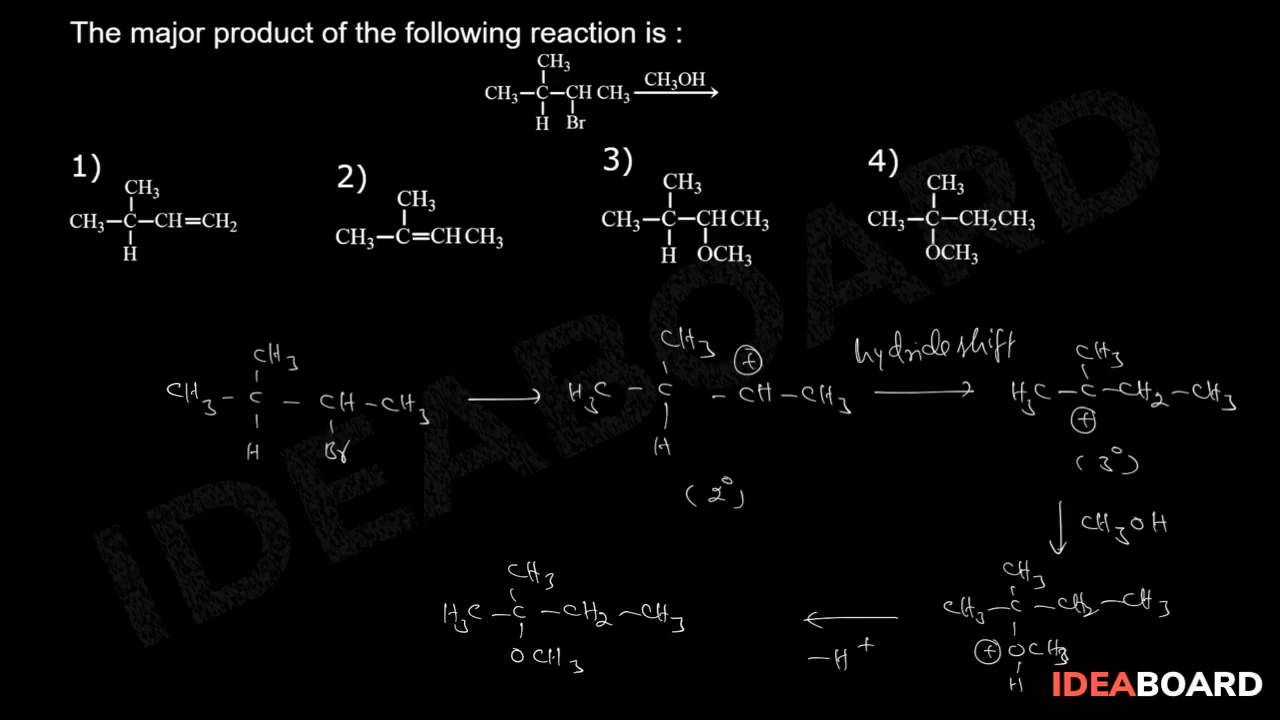 The major product of the following reaction is :
CH₃
CH₃–C–CH CH₃ CH₃OH
H Br
1) 2) 3) 4)
CH₃ CH₃ CH₃ CH₃
CH₃–C–CH=CH₂ CH₃–C=CHCH₃ CH₃–C–CHCH₃ CH₃–C–CH₂CH₃
H H OCH₃ OCH₃
CH₃ CH₃ ⊕ hydride shift CH₃
CH₃–C–CH–CH₃ H₃C–C–CH–CH₃ H₃C–C–CH₂–CH₃
H Br H ⊕
(2°) (3°)
CH₃OH
CH₃ CH₃
H₃C–C–CH₂–CH₃ CH₃–C–CH₂–CH₃
OCH₃ –H⁺ ⊕OCH₃
H
IDEABOARD
IDEABOARD